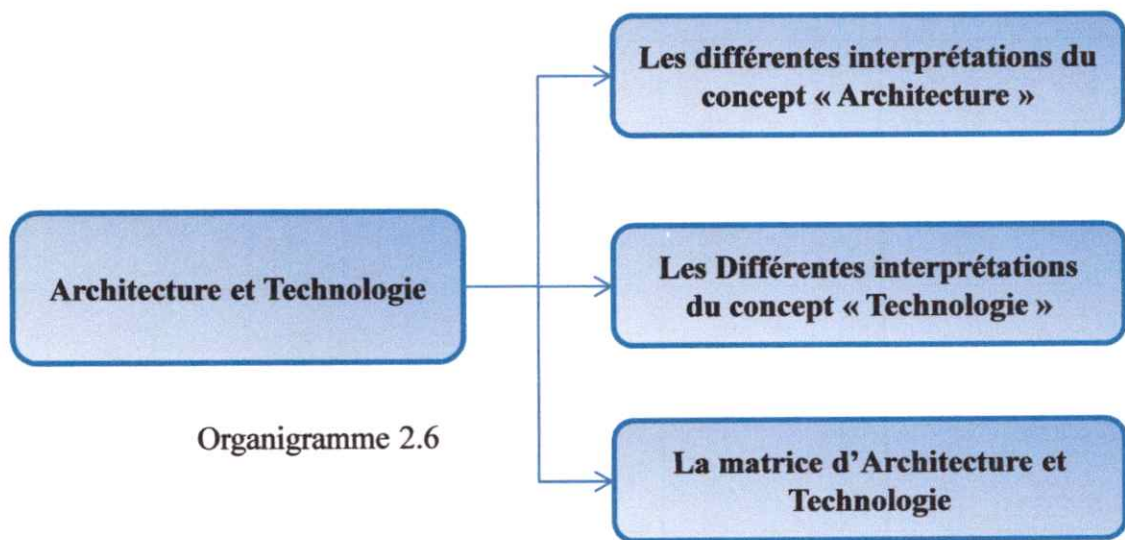 Les différentes interprétations du
concept « Architecture »
Architecture et Technologie
Les Différentes interprétations
du concept « Technologie »
Organigramme 2.6
La matrice d’Architecture et
Technologie